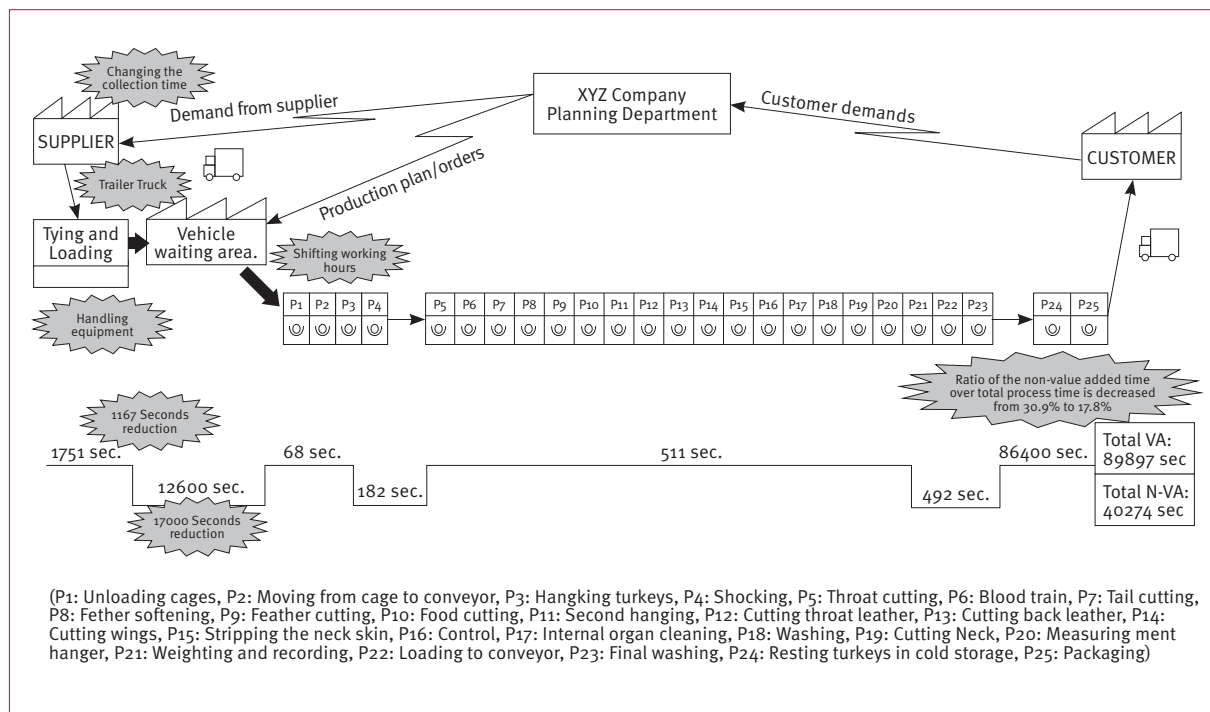 Changing the
collection time
SUPPLIER
Demand from supplier
XYZ Company
Planning Department
Customer demands
CUSTOMER
Trailer Truck
Production plan/orders
Tying and
Loading
Vehicle
waiting area.
Shifting working
hours
Handling
equipment
P1 P2 P3 P4
P5 P6 P7 P8 P9 P10 P11 P12 P13 P14 P15 P16 P17 P18 P19 P20 P21 P22 P23
P24 P25
Ratio of the non-value added time
over total process time is decreased
from 30.9% to 17.8%
1167 Seconds
reduction
1751 sec.
12600 sec.
17000 Seconds
reduction
68 sec.
182 sec.
511 sec.
492 sec.
86400 sec.
Total VA:
89897 sec
Total N-VA:
40274 sec
(P1: Unloading cages, P2: Moving from cage to conveyor, P3: Hangking turkeys, P4: Shocking, P5: Throat cutting, P6: Blood train, P7: Tail cutting,
P8: Fether softening, P9: Feather cutting, P10: Food cutting, P11: Second hanging, P12: Cutting throat leather, P13: Cutting back leather, P14:
Cutting wings, P15: Stripping the neck skin, P16: Control, P17: Internal organ cleaning, P18: Washing, P19: Cutting Neck, P20: Measuring ment
hanger, P21: Weighting and recording, P22: Loading to conveyor, P23: Final washing, P24: Resting turkeys in cold storage, P25: Packaging)